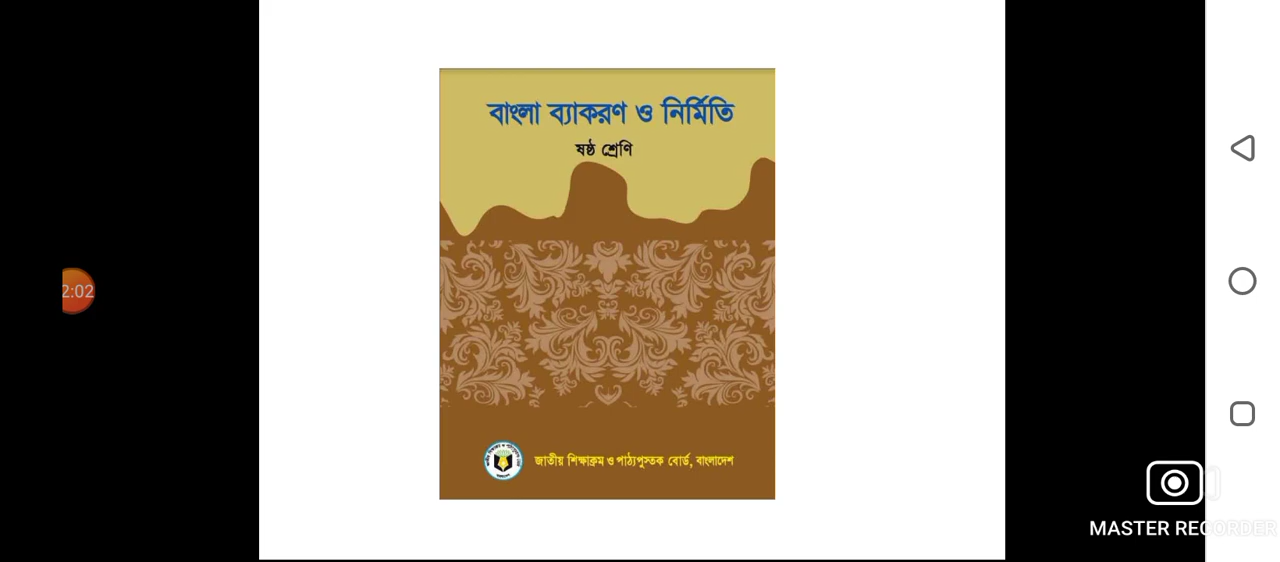 বাংলা ব্যাকরণ ও নির্মিতি
ষষ্ঠ শ্রেণি
2:02
জাতীয় শিক্ষাক্রম ও পাঠ্যপুস্তক বোর্ড, বাংলাদেশ
MASTER RECORDER